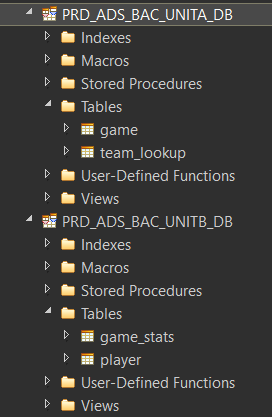 PRD_ADS_BAC_UNITA_DB
Indexes
Macros
Stored Procedures
Tables
game
team_lookup
User-Defined Functions
Views
PRD_ADS_BAC_UNITB_DB
Indexes
Macros
Stored Procedures
Tables
game_stats
player
User-Defined Functions
Views